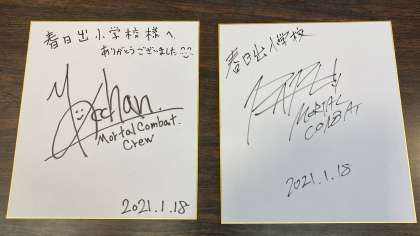 春日出小学校様へ
ありがとうございました
Yocchan
Mortal Combat.
Crew
2021.1.18
春日出小学校
MORTAL
COMBAT
2021.1.18